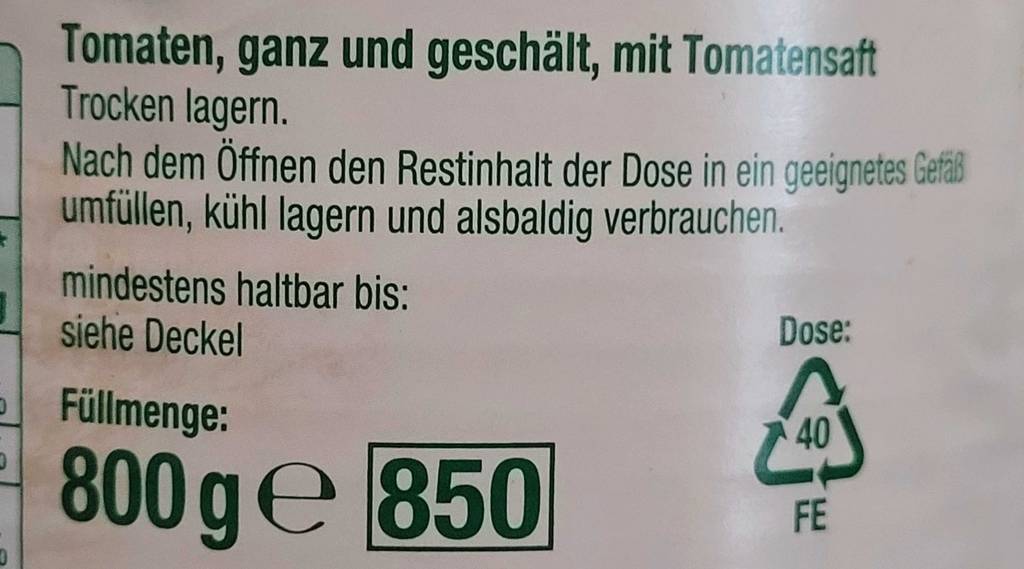 Tomaten, ganz und geschält, mit Tomatensaft
Trocken lagern.
Nach dem Öffnen den Restinhalt der Dose in ein geeignetes Gefäß
umfüllen, kühl lagern und alsbaldig verbrauchen.
mindestens haltbar bis:
siehe Deckel
Füllmenge:
800 g ℮ 850
Dose:
40
FE